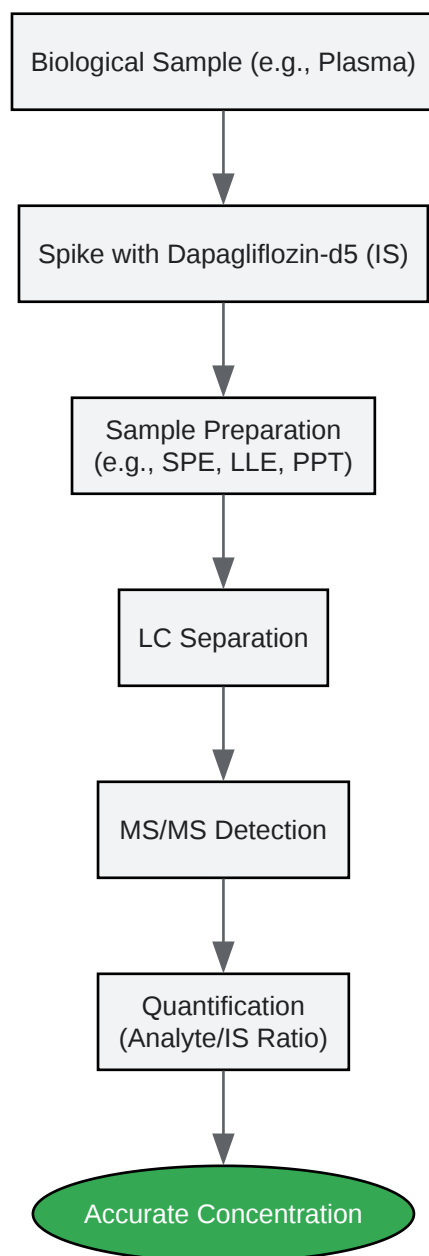 Biological Sample (e.g., Plasma)
Spike with Dapagliflozin-d5 (IS)
Sample Preparation
(e.g., SPE, LLE, PPT)
LC Separation
MS/MS Detection
Quantification
(Analyte/IS Ratio)
Accurate Concentration